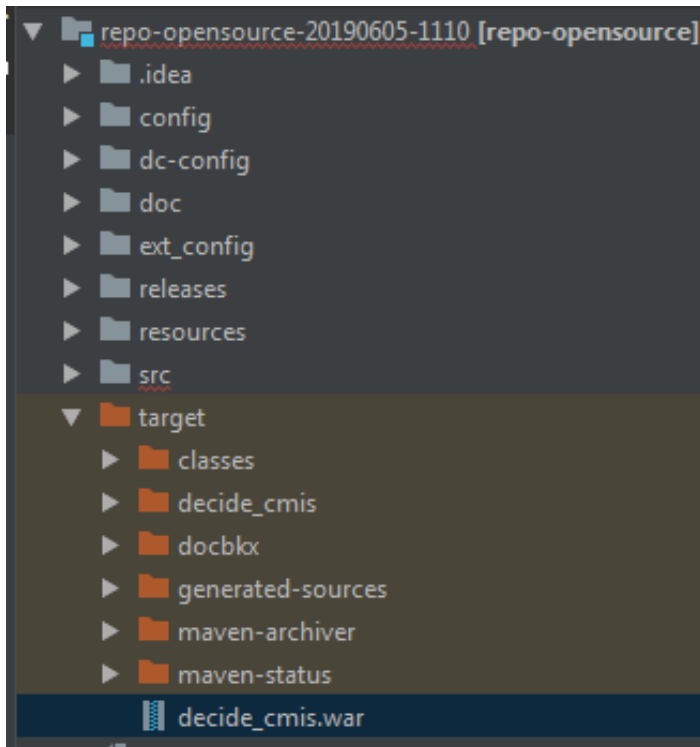 repo-opensource-20190605-1110 [repo-opensource]
.idea
config
dc-config
doc
ext_config
releases
resources
src
target
classes
decide_cmis
docbkx
generated-sources
maven-archiver
maven-status
decide_cmis.war